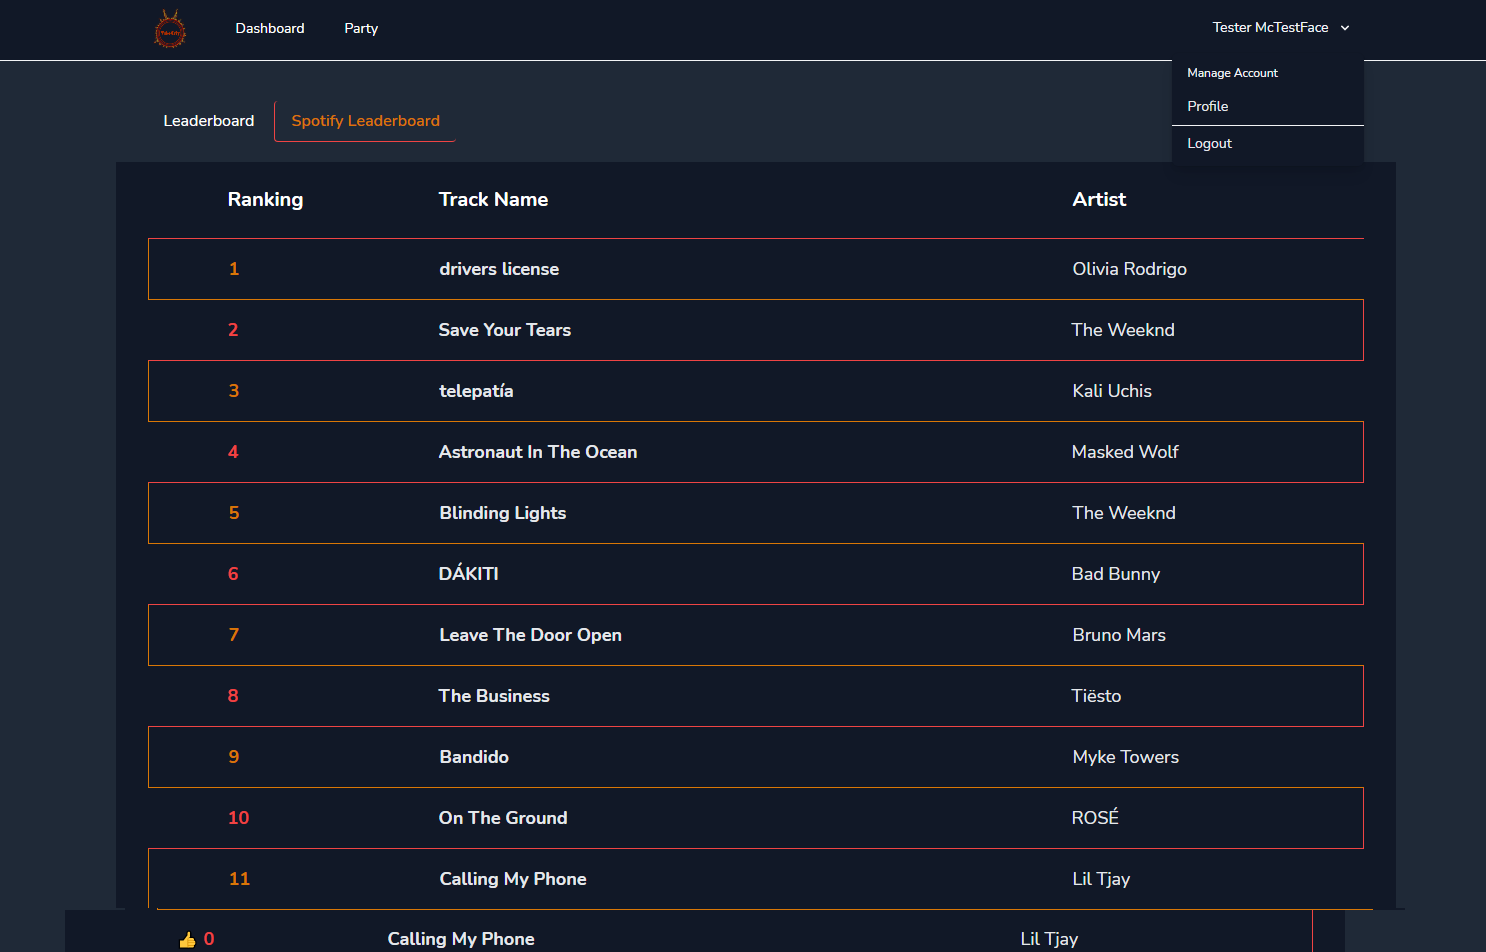 Dashboard Party Tester McTestFace
Manage Account
Profile
Logout
Leaderboard Spotify Leaderboard
Ranking Track Name Artist
1 drivers license Olivia Rodrigo
2 Save Your Tears The Weeknd
3 telepatía Kali Uchis
4 Astronaut In The Ocean Masked Wolf
5 Blinding Lights The Weeknd
6 DÁKITI Bad Bunny
7 Leave The Door Open Bruno Mars
8 The Business Tiësto
9 Bandido Myke Towers
10 On The Ground ROSÉ
11 Calling My Phone Lil Tjay
👍 0 Calling My Phone Lil Tjay